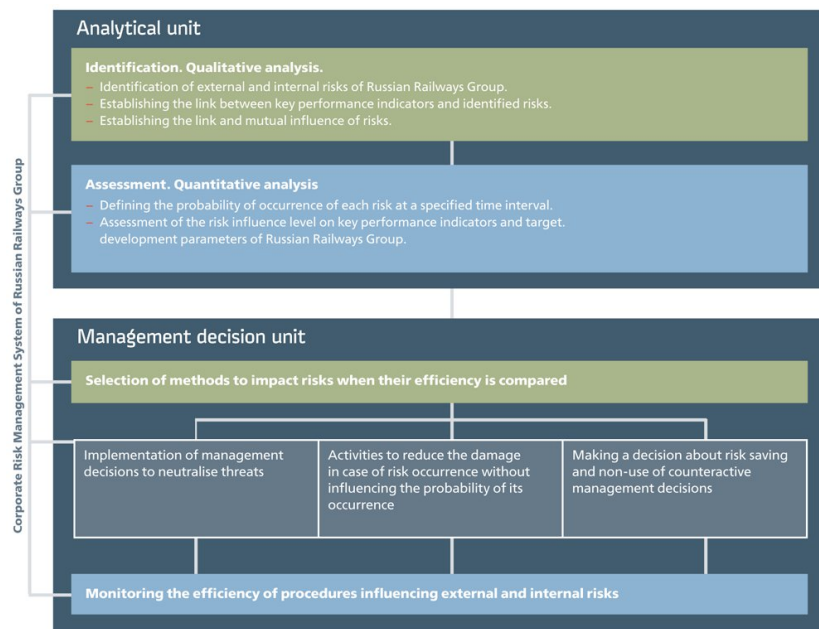 Corporate Risk Management System of Russian Railways Group
Analytical unit
Identification. Qualitative analysis.
– Identification of external and internal risks of Russian Railways Group.
– Establishing the link between key performance indicators and identified risks.
– Establishing the link and mutual influence of risks.
Assessment. Quantitative analysis
– Defining the probability of occurrence of each risk at a specified time interval.
– Assessment of the risk influence level on key performance indicators and target.
development parameters of Russian Railways Group.
Management decision unit
Selection of methods to impact risks when their efficiency is compared
Implementation of management
decisions to neutralise threats
Activities to reduce the damage
in case of risk occurrence without
influencing the probability of its
occurrence
Making a decision about risk saving
and non-use of counteractive
management decisions
Monitoring the efficiency of procedures influencing external and internal risks